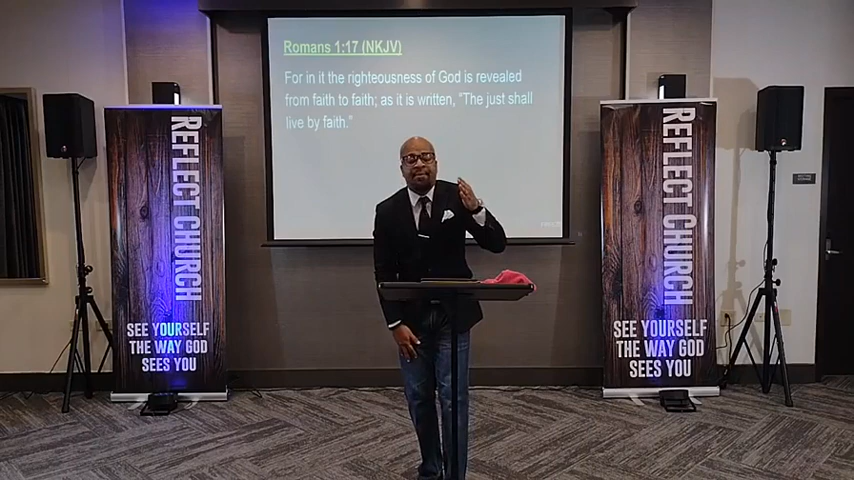 Romans 1:17 (NKJV)
For in it the righteousness of God is revealed
from faith to faith; as it is written, "The just shall
live by faith."
REFLECT CHURCH
SEE YOURSELF
THE WAY GOD
SEES YOU
REFLECT CHURCH
SEE YOURSELF
THE WAY GOD
SEES YOU